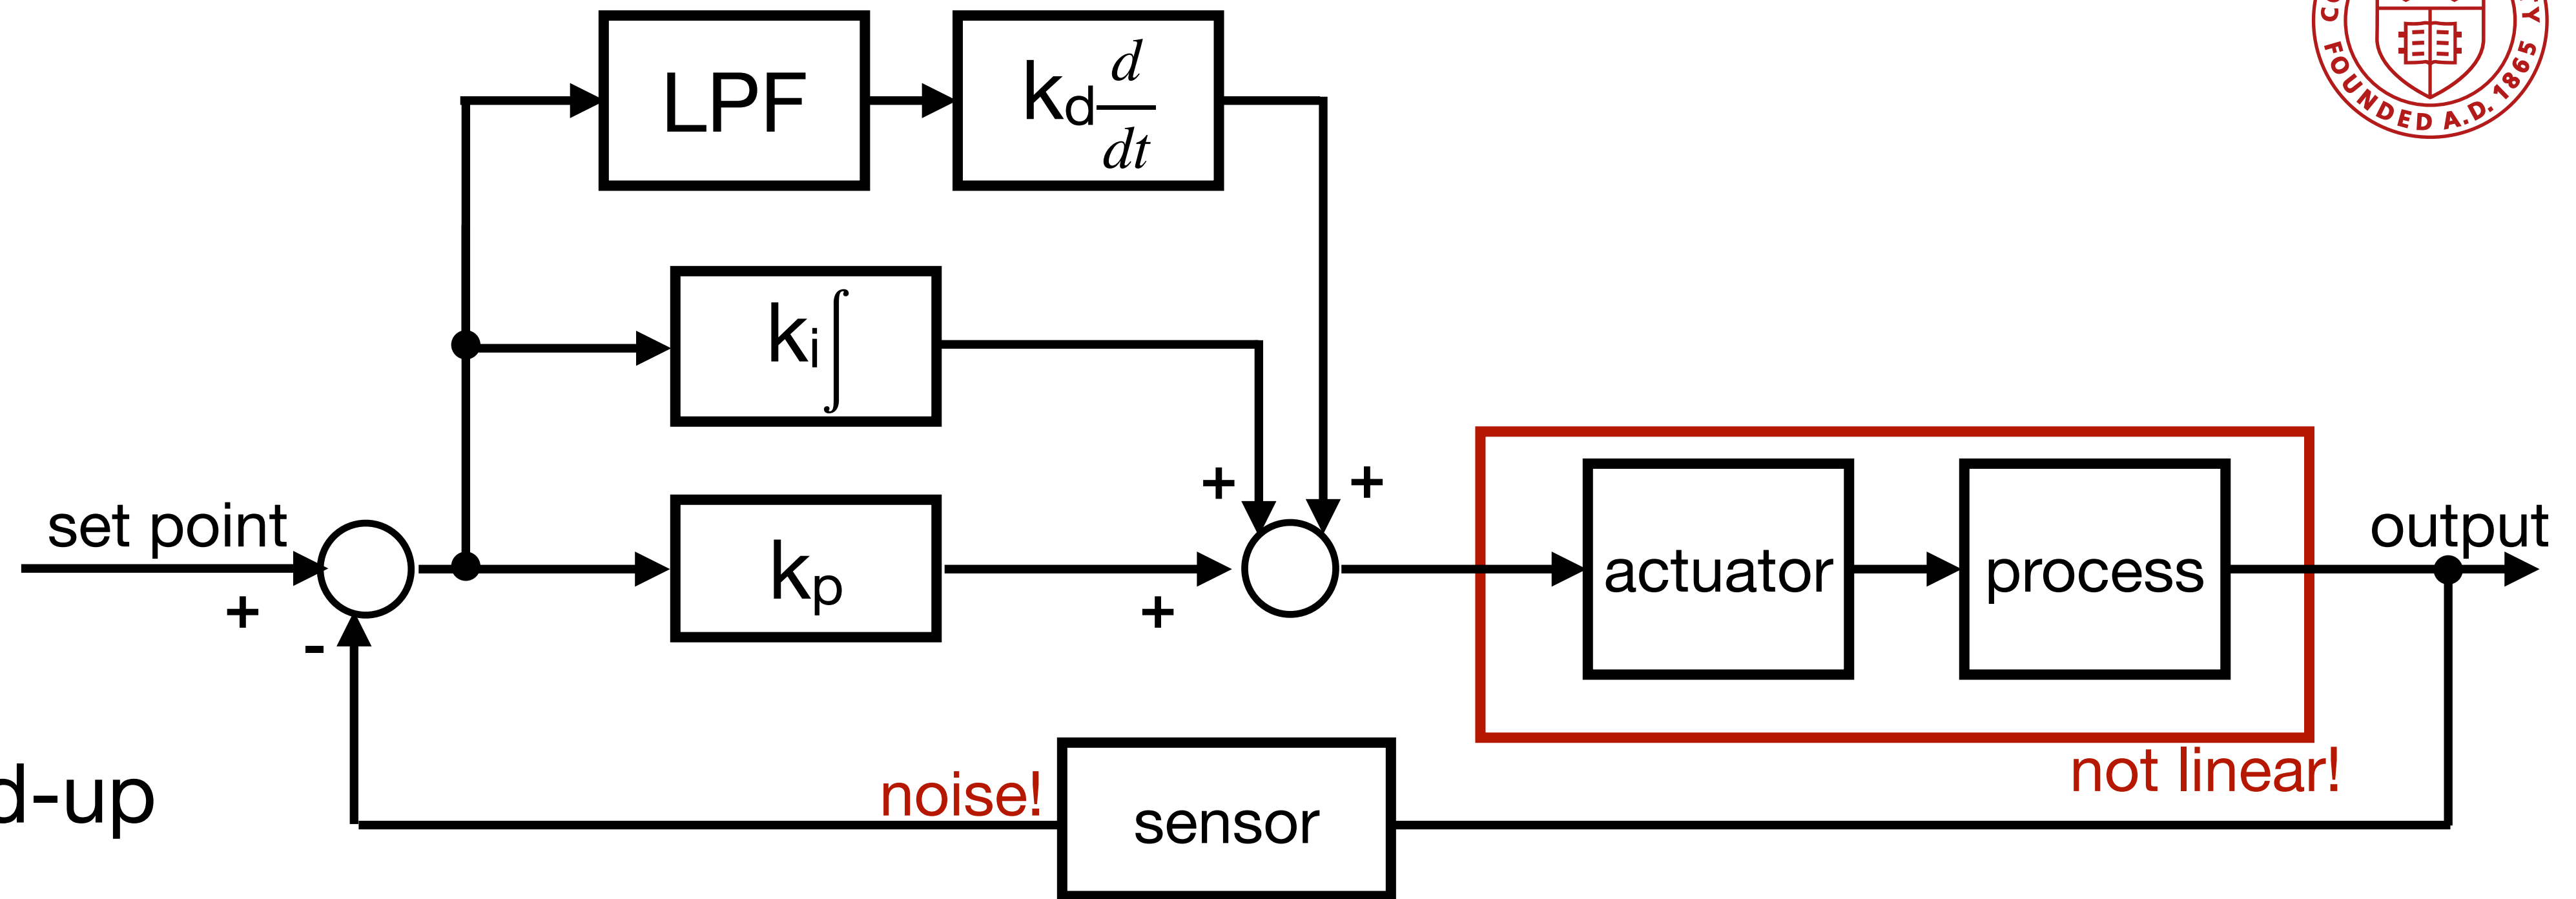 LPF
kd d/dt
ki∫
kp
set point
+
-
+
+
+
actuator
process
output
not linear!
noise!
sensor
d-up
FOUNDED A.D. 1865